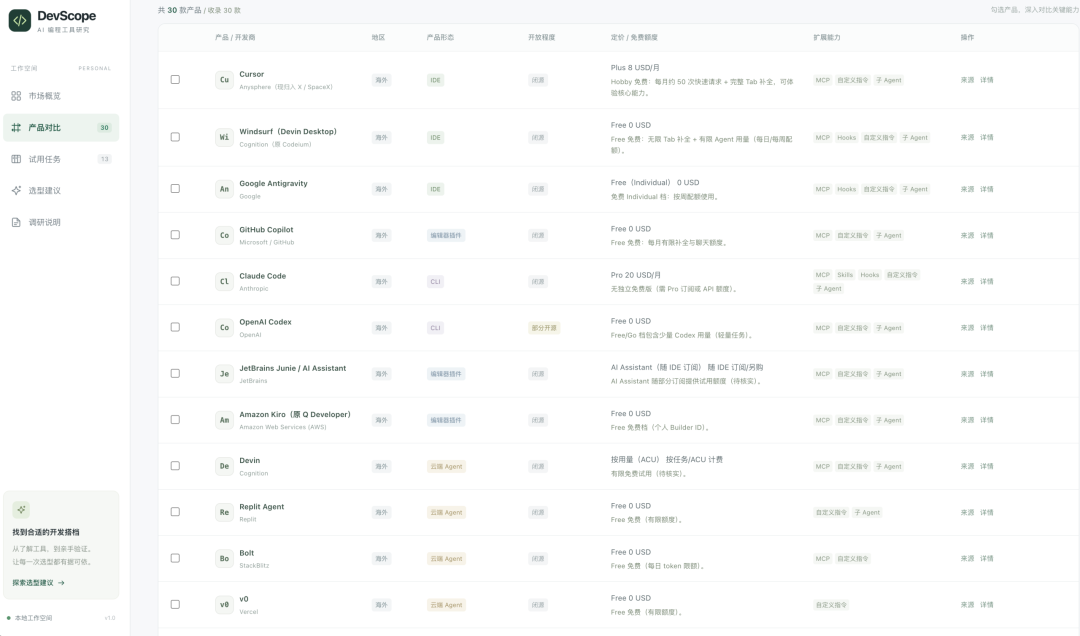 DevScope
AI 编程工具研究
工作空间 PERSONAL
市场概览
产品对比 30
试用任务 13
选型建议
调研说明
找到合适的开发搭档
从了解工具，到亲手验证。
让每一次选型都有据可依。
探索选型建议 →
本地工作空间 v1.0
共 30 款产品 / 收录 30 款
勾选产品，深入对比关键能力
产品 / 开发商 地区 产品形态 开放程度 定价 / 免费额度 扩展能力 操作
Cu Cursor
Anysphere（现归入 X / SpaceX）
海外 IDE 闭源
Plus 8 USD/月
Hobby 免费：每月约 50 次快速请求 + 完整 Tab 补全，可体
验核心能力。
MCP 自定义指令 子 Agent 来源 详情
Wi Windsurf（Devin Desktop）
Cognition（原 Codeium）
海外 IDE 闭源
Free 0 USD
Free 免费：无限 Tab 补全 + 有限 Agent 用量（每日/每周配
额）。
MCP Hooks 自定义指令 子 Agent 来源 详情
An Google Antigravity
Google
海外 IDE 闭源
Free（Individual） 0 USD
免费 Individual 档：按周配额使用。
MCP Hooks 自定义指令 子 Agent 来源 详情
Co GitHub Copilot
Microsoft / GitHub
海外 编辑器插件 闭源
Free 0 USD
Free 免费：每月有限补全与聊天额度。
MCP 自定义指令 子 Agent 来源 详情
Cl Claude Code
Anthropic
海外 CLI 闭源
Pro 20 USD/月
无独立免费版（需 Pro 订阅或 API 额度）。
MCP Skills Hooks 自定义指令
子 Agent
来源 详情
Co OpenAI Codex
OpenAI
海外 CLI 部分开源
Free 0 USD
Free/Go 档包含少量 Codex 用量（轻量任务）。
MCP 自定义指令 子 Agent 来源 详情
Je JetBrains Junie / AI Assistant
JetBrains
海外 编辑器插件 闭源
AI Assistant（随 IDE 订阅） 随 IDE 订阅/另购
AI Assistant 随部分订阅提供试用额度（待核实）。
MCP 自定义指令 子 Agent 来源 详情
Am Amazon Kiro（原 Q Developer）
Amazon Web Services (AWS)
海外 编辑器插件 闭源
Free 0 USD
Free 免费档（个人 Builder ID）。
MCP 自定义指令 子 Agent 来源 详情
De Devin
Cognition
海外 云端 Agent 闭源
按用量（ACU） 按任务/ACU 计费
有限免费试用（待核实）。
MCP 自定义指令 子 Agent 来源 详情
Re Replit Agent
Replit
海外 云端 Agent 闭源
Free 0 USD
Free 免费（有限额度）。
自定义指令 子 Agent 来源 详情
Bo Bolt
StackBlitz
海外 云端 Agent 闭源
Free 0 USD
Free 免费（每日 token 限额）。
MCP 自定义指令 来源 详情
v0 v0
Vercel
海外 云端 Agent 闭源
Free 0 USD
Free 免费（有限额度）。
自定义指令 来源 详情